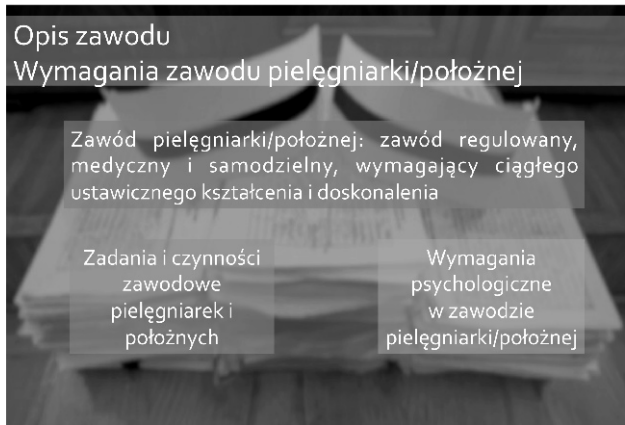 Opis zawodu
Wymagania zawodu pielęgniarki/położnej
Zawód pielęgniarki/położnej: zawód regulowany,
medyczny i samodzielny, wymagający ciągłego
ustawicznego kształcenia i doskonalenia
Zadania i czynności
zawodowe
pielęgniarek i
położnych
Wymagania
psychologiczne
w zawodzie
pielęgniarki/położnej